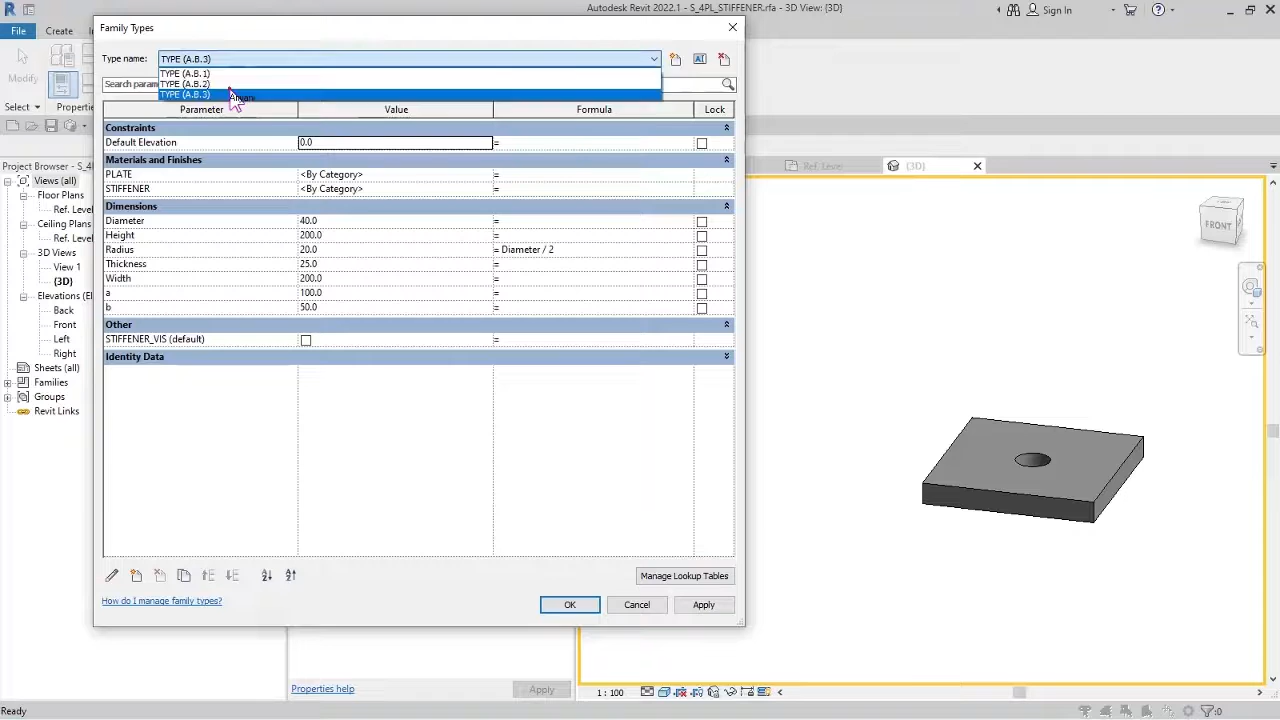 Autodesk Revit 2022.1 - S_4PL_STIFFENER.rfa - 3D View: {3D}
Sign In
File Create
Modify
Select
Properties
Family Types
Type name: TYPE (A.B.3)
TYPE (A.B.1)
TYPE (A.B.2)
TYPE (A.B.3)
Search param
Parameter Value Formula Lock
Constraints
Default Elevation 0.0 =
Materials and Finishes
PLATE <By Category> =
STIFFENER <By Category> =
Dimensions
Diameter 40.0 =
Height 200.0 =
Radius 20.0 = Diameter / 2
Thickness 25.0 =
Width 200.0 =
a 100.0 =
b 50.0 =
Other
STIFFENER_VIS (default) =
Identity Data
Manage Lookup Tables
How do I manage family types?
OK Cancel Apply
Project Browser - S_4
Views (all)
Floor Plans
Ref. Level
Ceiling Plans
Ref. Level
3D Views
View 1
{3D}
Elevations (El
Back
Front
Left
Right
Sheets (all)
Families
Groups
Revit Links
Ref. Level
{3D}
FRONT
Properties help
Apply
1 : 100
Ready
:0